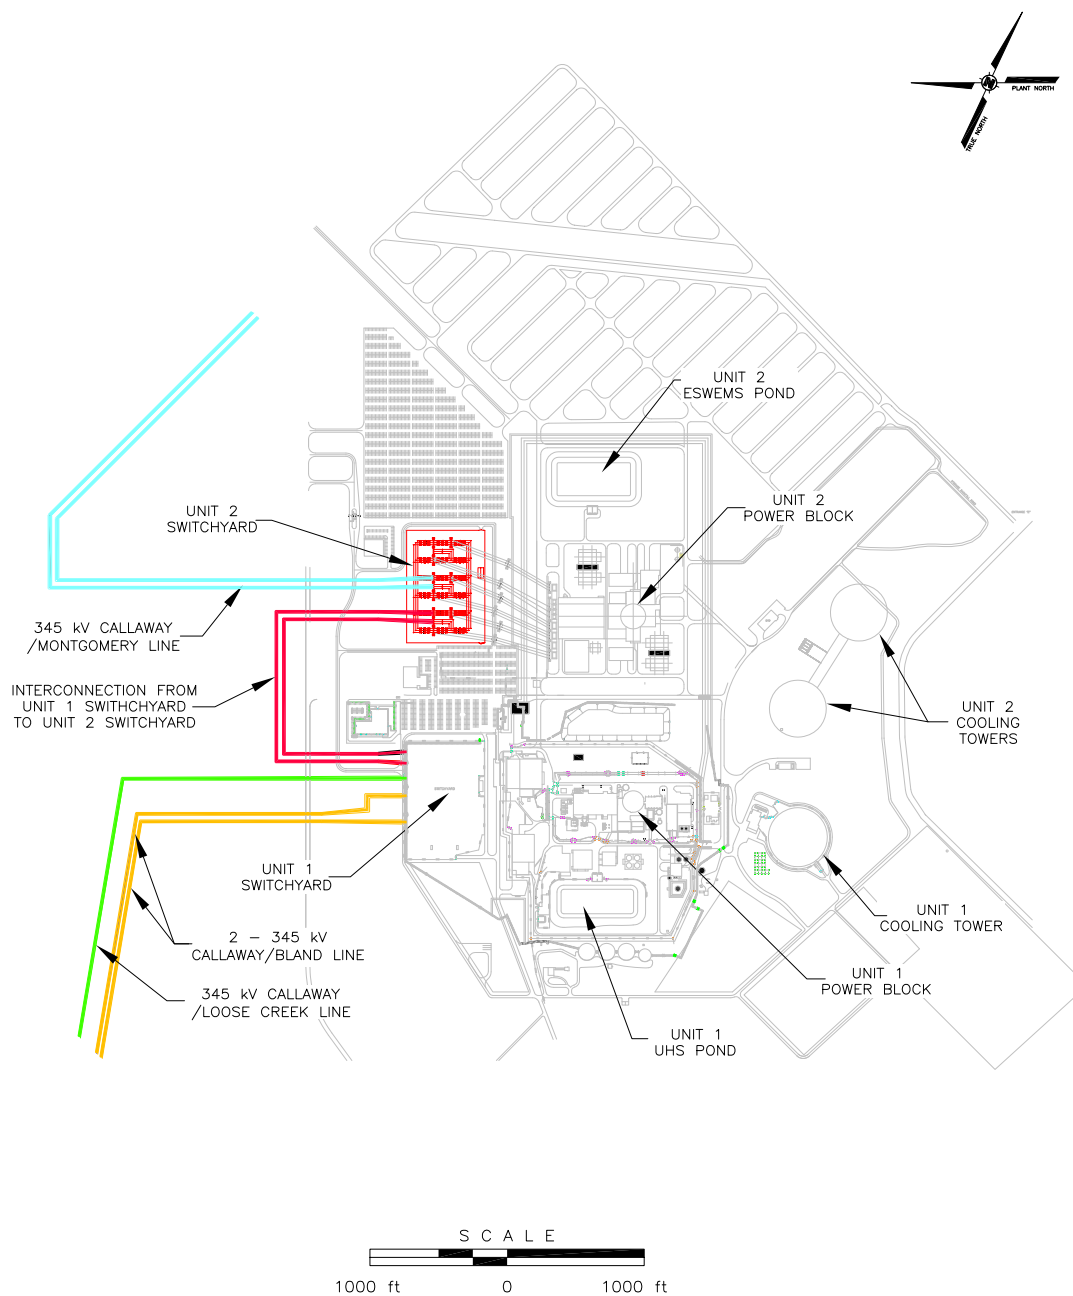 PLANT NORTH
TRUE NORTH
UNIT 2
ESWEMS POND
UNIT 2
POWER BLOCK
UNIT 2
SWITCHYARD
345 kV CALLAWAY
/MONTGOMERY LINE
INTERCONNECTION FROM
UNIT 1 SWITHCHYARD
TO UNIT 2 SWITCHYARD
UNIT 2
COOLING
TOWERS
UNIT 1
SWITCHYARD
UNIT 1
COOLING TOWER
2 – 345 kV
CALLAWAY/BLAND LINE
UNIT 1
POWER BLOCK
345 kV CALLAWAY
/LOOSE CREEK LINE
UNIT 1
UHS POND
SCALE
1000 ft 0 1000 ft